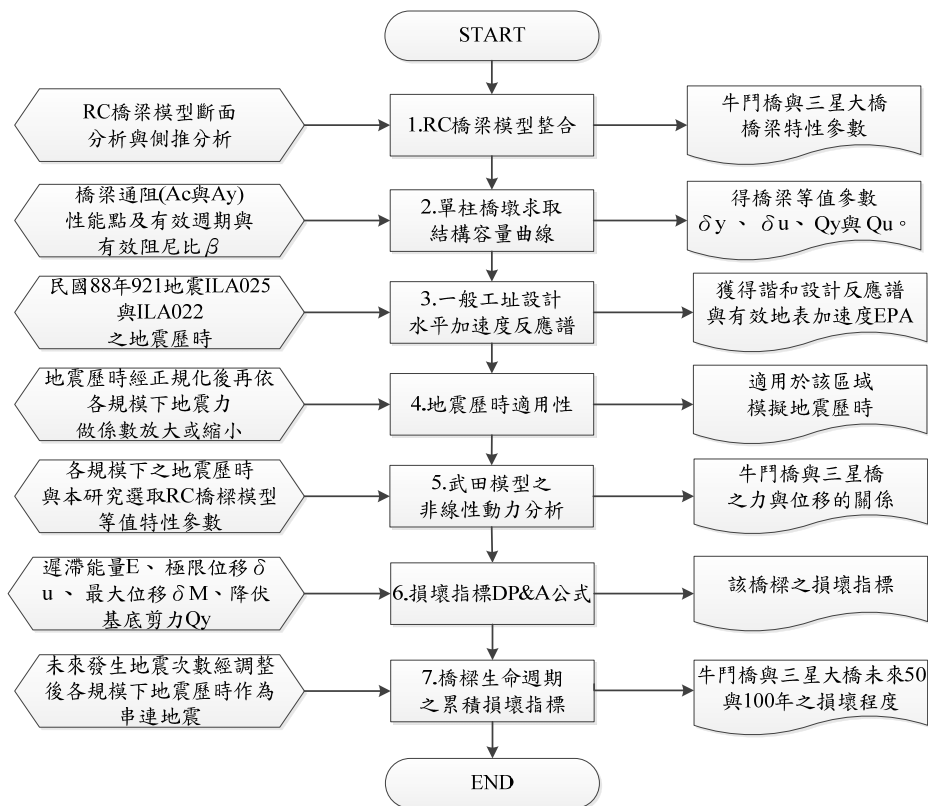 START
RC橋梁模型斷面
分析與側推分析
1.RC橋梁模型整合
牛鬥橋與三星大橋
橋梁特性參數
橋梁通阻(Ac與Ay)
性能點及有效週期與
有效阻尼比β
2.單柱橋墩求取
結構容量曲線
得橋梁等值參數
δy 、 δu、Qy與 Qu。
民國88年921地震ILA025
與ILA022
之地震歷時
3.一般工址設計
水平加速度反應譜
獲得諧和設計反應譜
與有效地表加速度EPA
地震歷時經正規化後再依
各規模下地震力
做係數放大或縮小
4.地震歷時適用性
適用於該區域
模擬地震歷時
各規模下之地震歷時
與本研究選取RC橋樑模型
等值特性參數
5.武田模型之
非線性動力分析
牛鬥橋與三星橋
之力與位移的關係
遲滯能量E、極限位移δ
u 、最大位移δM、降伏
基底剪力Qy
6.損壞指標DP&A公式
該橋樑之損壞指標
未來發生地震次數經調整
後各規模下地震歷時作為
串連地震
7.橋樑生命週期
之累積損壞指標
牛鬥橋與三星大橋未來50
與100年之損壞程度
END